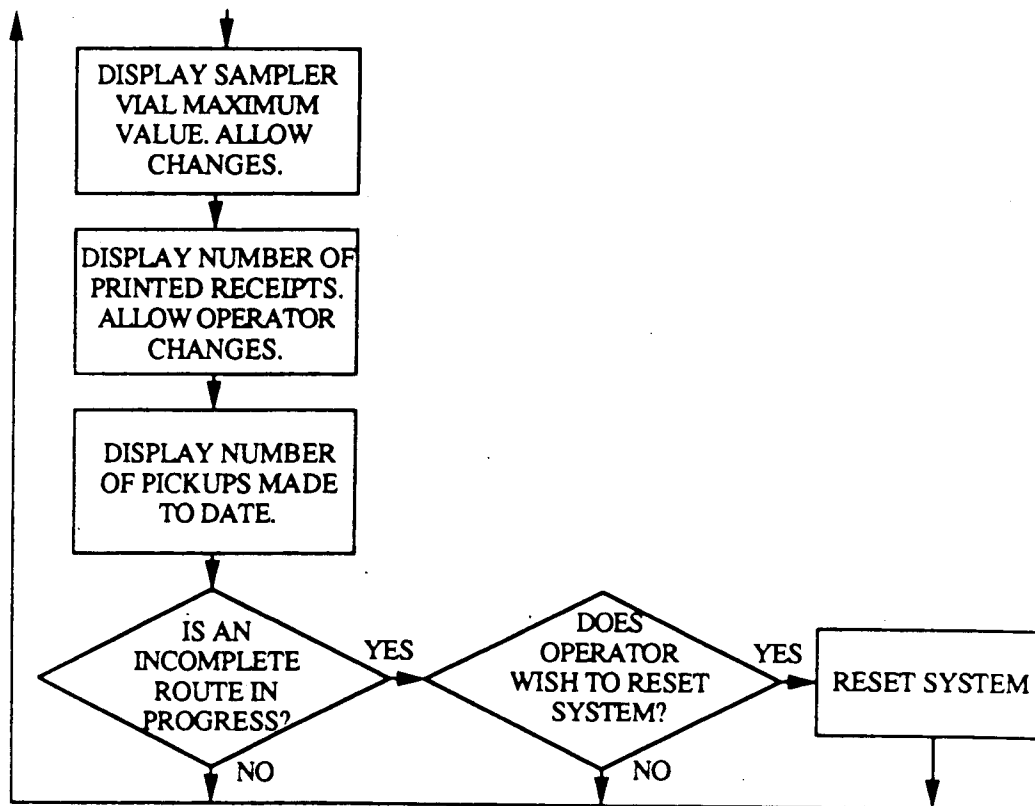 DISPLAY SAMPLER
VIAL MAXIMUM
VALUE. ALLOW
CHANGES.
DISPLAY NUMBER OF
PRINTED RECEIPTS.
ALLOW OPERATOR
CHANGES.
DISPLAY NUMBER
OF PICKUPS MADE
TO DATE.
IS AN
INCOMPLETE
ROUTE IN
PROGRESS?
YES
NO
DOES
OPERATOR
WISH TO RESET
SYSTEM?
YES
NO
RESET SYSTEM